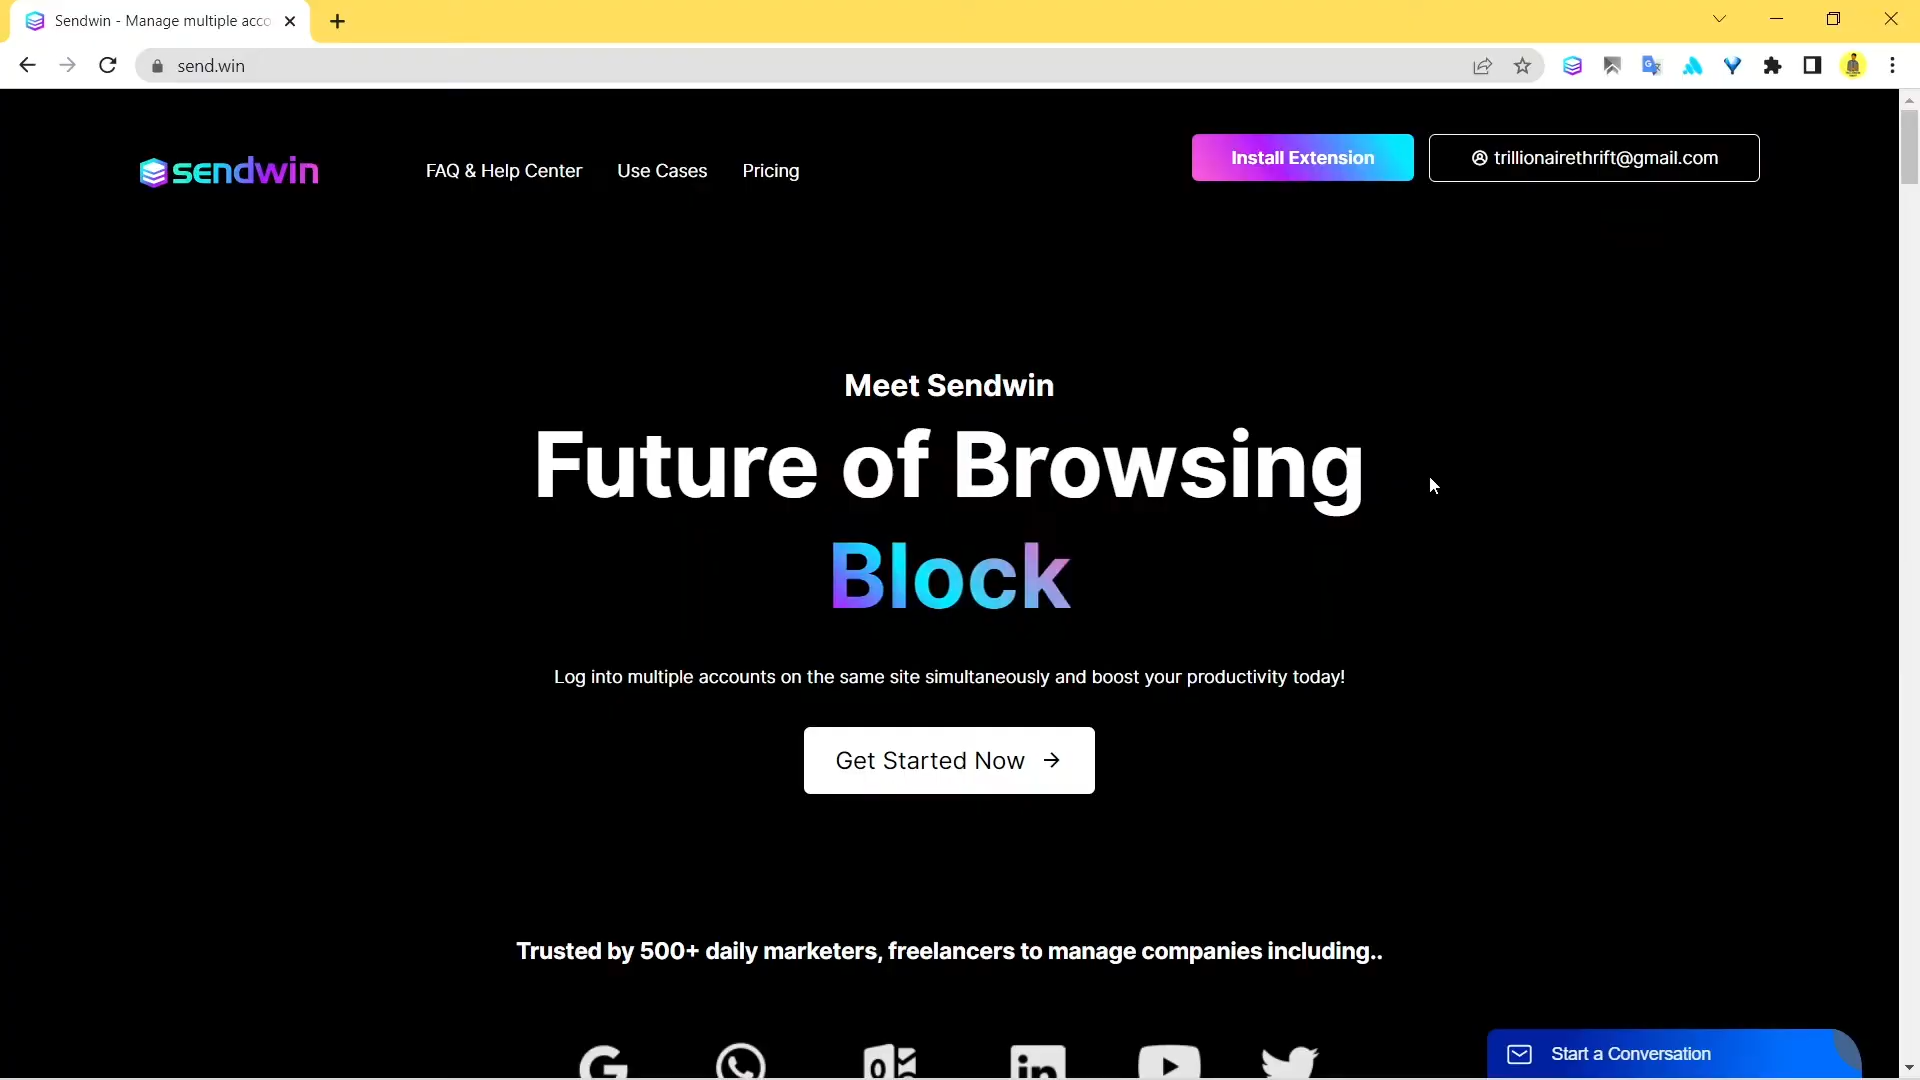 Sendwin - Manage multiple acco
send.win
sendwin
FAQ & Help Center
Use Cases
Pricing
Install Extension
trillionairethrift@gmail.com
Meet Sendwin
Future of Browsing
Block
Log into multiple accounts on the same site simultaneously and boost your productivity today!
Get Started Now →
Trusted by 500+ daily marketers, freelancers to manage companies including..
Start a Conversation